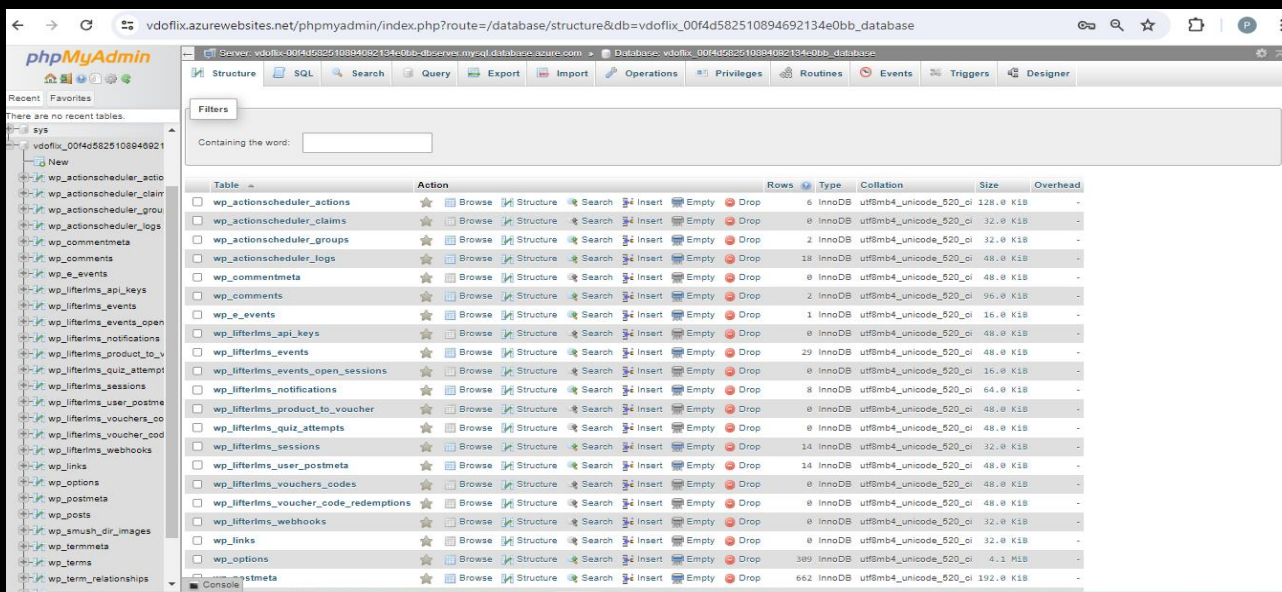 vdoflix.azurewebsites.net/phpmyadmin/index.php?route=/database/structure&db=vdoflix_00f4d582510894692134e0bb_database
P
phpMyAdmin
Recent Favorites
There are no recent tables.
sys
vdoflix_00f4d5825108946921
New
wp_actionscheduler_actio
wp_actionscheduler_claim
wp_actionscheduler_grou
wp_actionscheduler_logs
wp_commentmeta
wp_comments
wp_e_events
wp_lifterlms_api_keys
wp_lifterlms_events
wp_lifterlms_events_open
wp_lifterlms_notifications
wp_lifterlms_product_to_v
wp_lifterlms_quiz_attempt
wp_lifterlms_sessions
wp_lifterlms_user_postme
wp_lifterlms_vouchers_co
wp_lifterlms_voucher_cod
wp_lifterlms_webhooks
wp_links
wp_options
wp_postmeta
wp_posts
wp_smush_dir_images
wp_termmeta
wp_terms
wp_term_relationships
Server: vdoflix-00f4d582510894692134e0bb-dbserver.mysql.database.azure.com » Database: vdoflix_00f4d582510894692134e0bb_database
Structure SQL Search Query Export Import Operations Privileges Routines Events Triggers Designer
Filters
Containing the word:
Table Action Rows Type Collation Size Overhead
wp_actionscheduler_actions Browse Structure Search Insert Empty Drop 6 InnoDB utf8mb4_unicode_520_ci 128.0 KiB -
wp_actionscheduler_claims Browse Structure Search Insert Empty Drop 0 InnoDB utf8mb4_unicode_520_ci 32.0 KiB -
wp_actionscheduler_groups Browse Structure Search Insert Empty Drop 2 InnoDB utf8mb4_unicode_520_ci 32.0 KiB -
wp_actionscheduler_logs Browse Structure Search Insert Empty Drop 18 InnoDB utf8mb4_unicode_520_ci 48.0 KiB -
wp_commentmeta Browse Structure Search Insert Empty Drop 0 InnoDB utf8mb4_unicode_520_ci 48.0 KiB -
wp_comments Browse Structure Search Insert Empty Drop 2 InnoDB utf8mb4_unicode_520_ci 96.0 KiB -
wp_e_events Browse Structure Search Insert Empty Drop 1 InnoDB utf8mb4_unicode_520_ci 16.0 KiB -
wp_lifterlms_api_keys Browse Structure Search Insert Empty Drop 0 InnoDB utf8mb4_unicode_520_ci 48.0 KiB -
wp_lifterlms_events Browse Structure Search Insert Empty Drop 29 InnoDB utf8mb4_unicode_520_ci 48.0 KiB -
wp_lifterlms_events_open_sessions Browse Structure Search Insert Empty Drop 0 InnoDB utf8mb4_unicode_520_ci 16.0 KiB -
wp_lifterlms_notifications Browse Structure Search Insert Empty Drop 8 InnoDB utf8mb4_unicode_520_ci 64.0 KiB -
wp_lifterlms_product_to_voucher Browse Structure Search Insert Empty Drop 0 InnoDB utf8mb4_unicode_520_ci 48.0 KiB -
wp_lifterlms_quiz_attempts Browse Structure Search Insert Empty Drop 0 InnoDB utf8mb4_unicode_520_ci 48.0 KiB -
wp_lifterlms_sessions Browse Structure Search Insert Empty Drop 14 InnoDB utf8mb4_unicode_520_ci 32.0 KiB -
wp_lifterlms_user_postmeta Browse Structure Search Insert Empty Drop 14 InnoDB utf8mb4_unicode_520_ci 48.0 KiB -
wp_lifterlms_vouchers_codes Browse Structure Search Insert Empty Drop 0 InnoDB utf8mb4_unicode_520_ci 48.0 KiB -
wp_lifterlms_voucher_code_redemptions Browse Structure Search Insert Empty Drop 0 InnoDB utf8mb4_unicode_520_ci 48.0 KiB -
wp_lifterlms_webhooks Browse Structure Search Insert Empty Drop 0 InnoDB utf8mb4_unicode_520_ci 32.0 KiB -
wp_links Browse Structure Search Insert Empty Drop 0 InnoDB utf8mb4_unicode_520_ci 32.0 KiB -
wp_options Browse Structure Search Insert Empty Drop 309 InnoDB utf8mb4_unicode_520_ci 4.1 MiB -
wp_postmeta Browse Structure Search Insert Empty Drop 662 InnoDB utf8mb4_unicode_520_ci 192.0 KiB -
Console